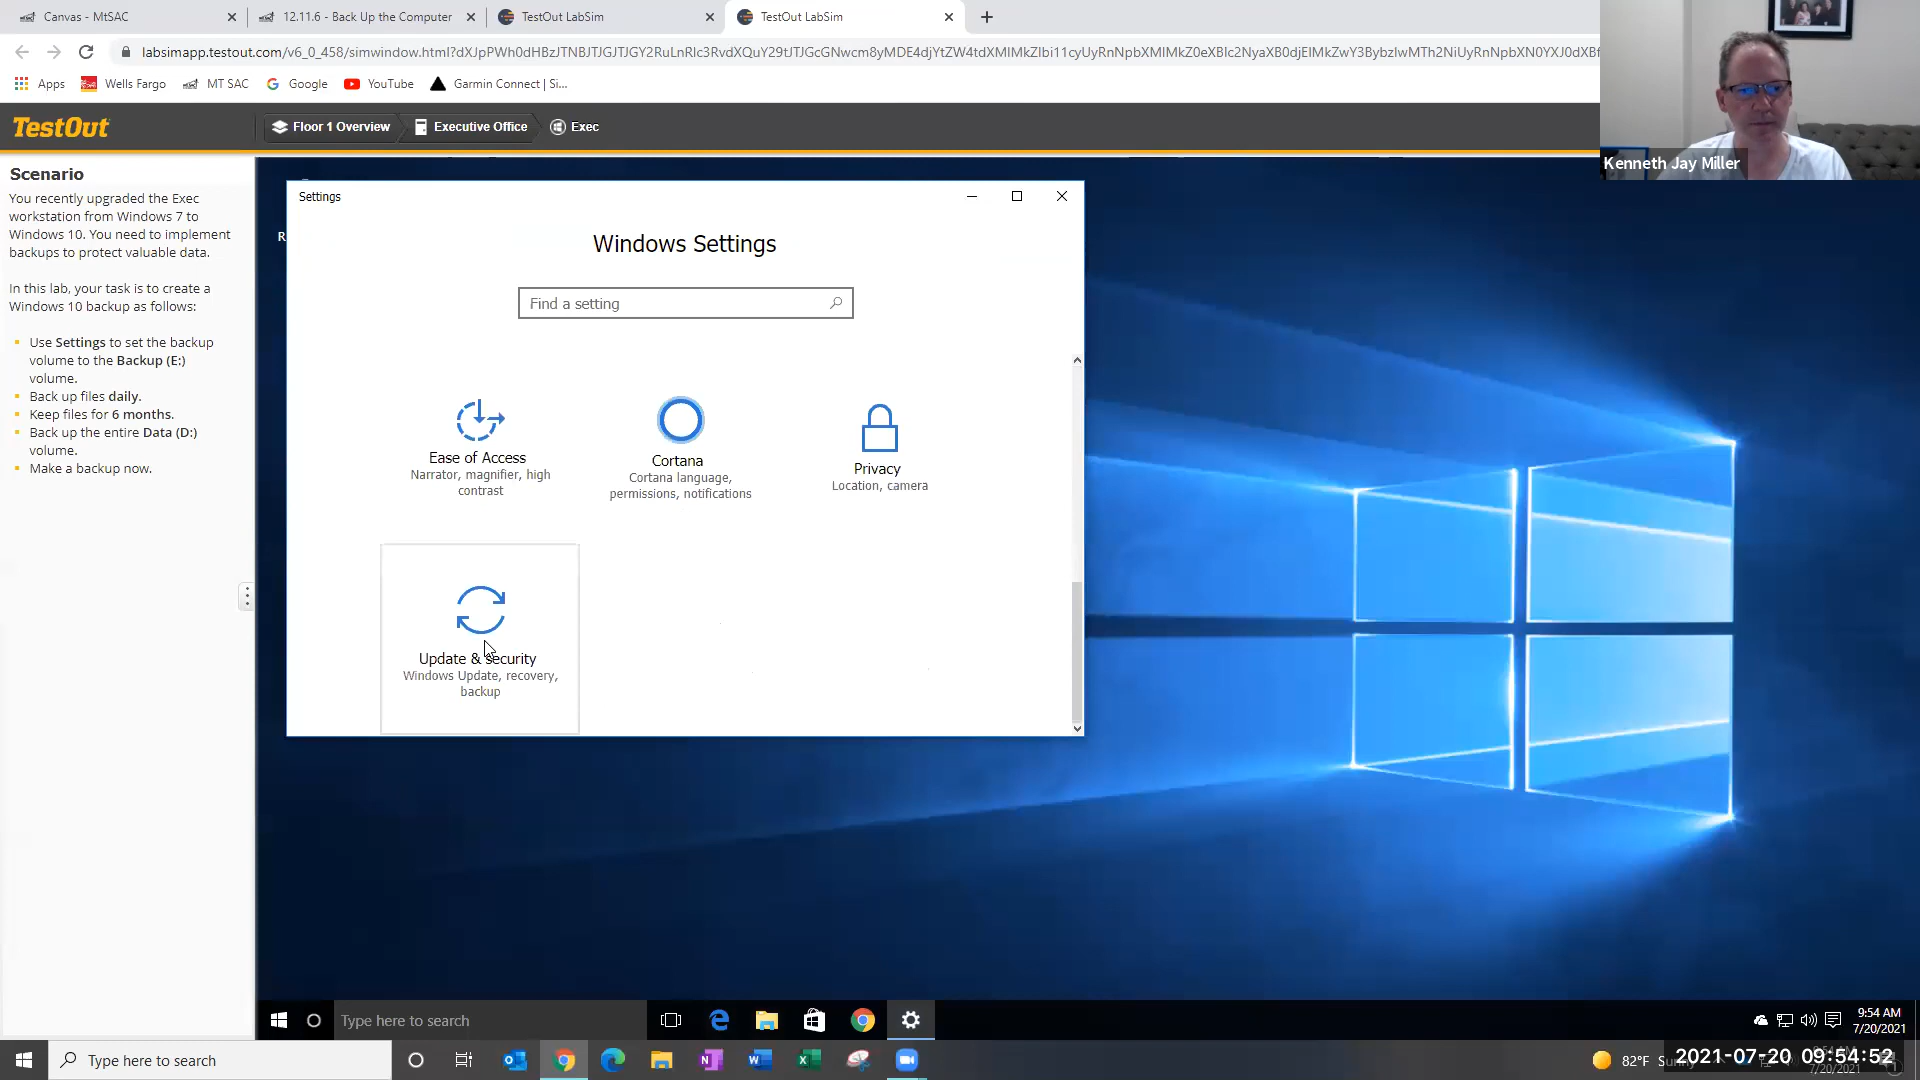 Canvas - MtSAC
12.11.6 - Back Up the Computer
TestOut LabSim
TestOut LabSim
Apps
Wells Fargo
MT SAC
YouTube
Google
Garmin Connect | Si...
TestOut
Floor 1 Overview
Executive Office
Exec
Kenneth Jay Miller
Scenario
You recently upgraded the Exec
workstation from Windows 7 to
Windows 10. You need to implement
backups to protect valuable data.
In this lab, your task is to create a
Windows 10 backup as follows:
Use Settings to set the backup
volume to the Backup (E:)
volume.
Back up files daily.
Keep files for 6 months.
Back up the entire Data (D:)
volume.
Make a backup now.
R
Settings
Windows Settings
Find a setting
Ease of Access
Narrator, magnifier, high
contrast
Cortana
Cortana language,
permissions, notifications
Privacy
Location, camera
Update & security
Windows Update, recovery,
backup
Type here to search
9:54 AM
7/20/2021
Type here to search
82°F
2021-07-20 09:54:52
7/20/2021